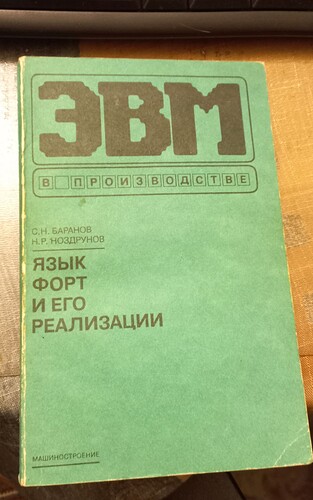 ЭВМ
В ПРОИЗВОДСТВЕ
С.Н. БАРАНОВ
Н.Р. НОЗДРУНОВ
ЯЗЫК
ФОРТ
И ЕГО
РЕАЛИЗАЦИИ
МАШИНОСТРОЕНИЕ